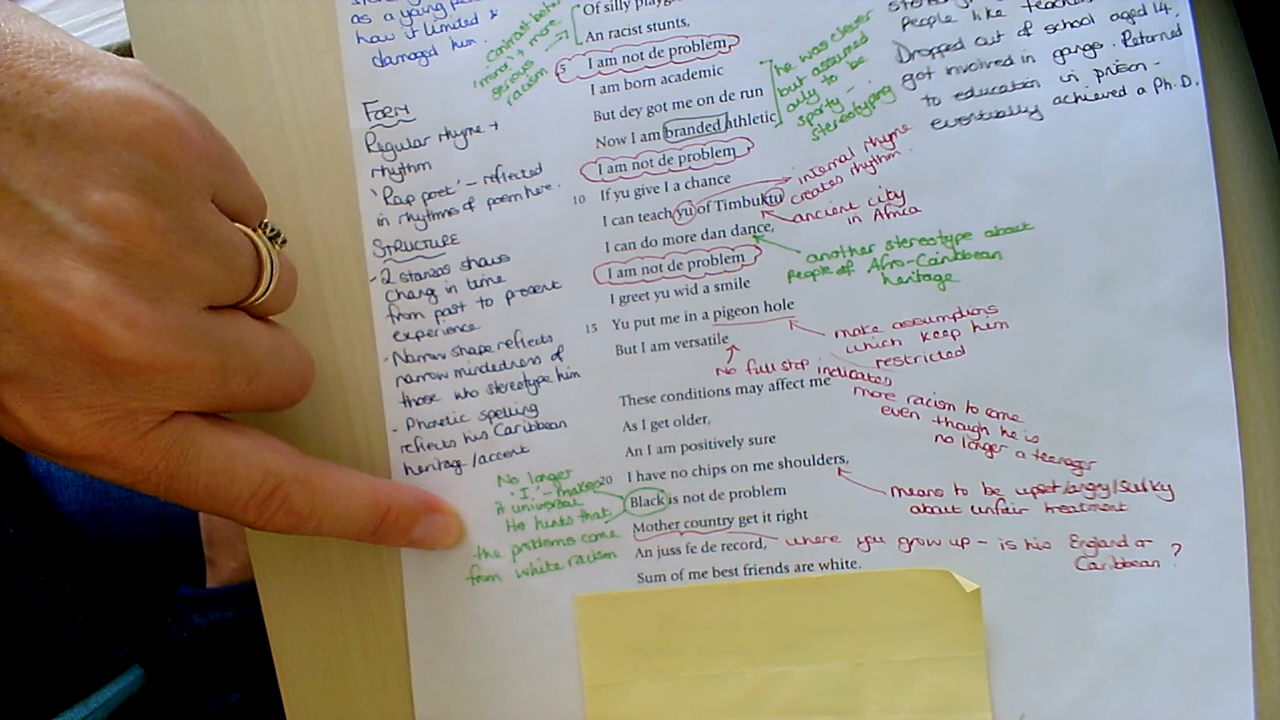 as a young
how it limited &
damaged him.
contrast
'minor' + more
serious
racism
Of silly
An racist stunts,
5 I am not de problem
I am born academic
But dey got me on de run
Now I am branded athletic
I am not de problem
10 If yu give I a chance
I can teach yu of Timbuktu
I can do more dan dance,
I am not de problem
I greet yu wid a smile
15 Yu put me in a pigeon hole
But I am versatile
These conditions may affect me
As I get older,
An I am positively sure
20 I have no chips on me shoulders,
Black is not de problem
Mother country get it right
An juss fe de record,
Sum of me best friends are white.
he was clever
but assumed
only to be
sporty -
stereotyping
people like
Dropped out of school aged 14.
got involved in gangs. Returned
to education in prison -
eventually achieved a Ph.D.
internal rhyme
creates rhythm.
ancient city
in Africa
another stereotype about
people of Afro-Caribbean
heritage
make assumptions
which keep him
restricted
No full stop indicates
more racism to come
even though he is
no longer a teenager
means to be upset/angry/sulky
about unfair treatment
where you grow up - is his England or
Caribbean ?
FORM
Regular rhyme +
rhythm
'Rap poet' - reflected
in rhythms of poem here.
STRUCTURE
- 2 stanzas show
change in time
from past to present
experience
- Narrow shape reflects
narrow mindedness of
those who stereotype him
- Phonetic spelling
reflects his Caribbean
heritage/accent
No longer
'I' - makes
it universal
He hints that
the problems come
from white racism